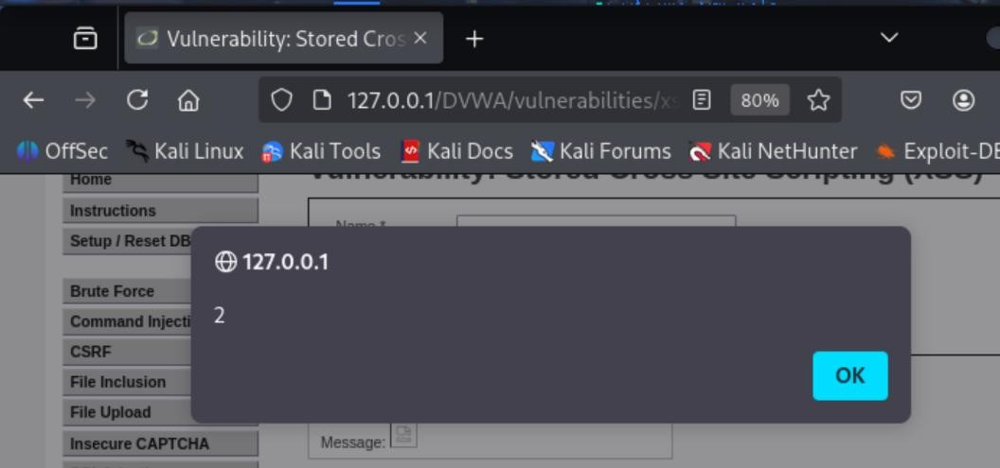 Vulnerability: Stored Cros
127.0.0.1/DVWA/vulnerabilities/xs
80%
OffSec Kali Linux Kali Tools Kali Docs Kali Forums Kali NetHunter Exploit-DB
Home
Vulnerability: Stored Cross Site Scripting (XSS)
Instructions
Setup / Reset DB
Name *
127.0.0.1
2
OK
Brute Force
Command Injecti
CSRF
File Inclusion
File Upload
Insecure CAPTCHA
Message: